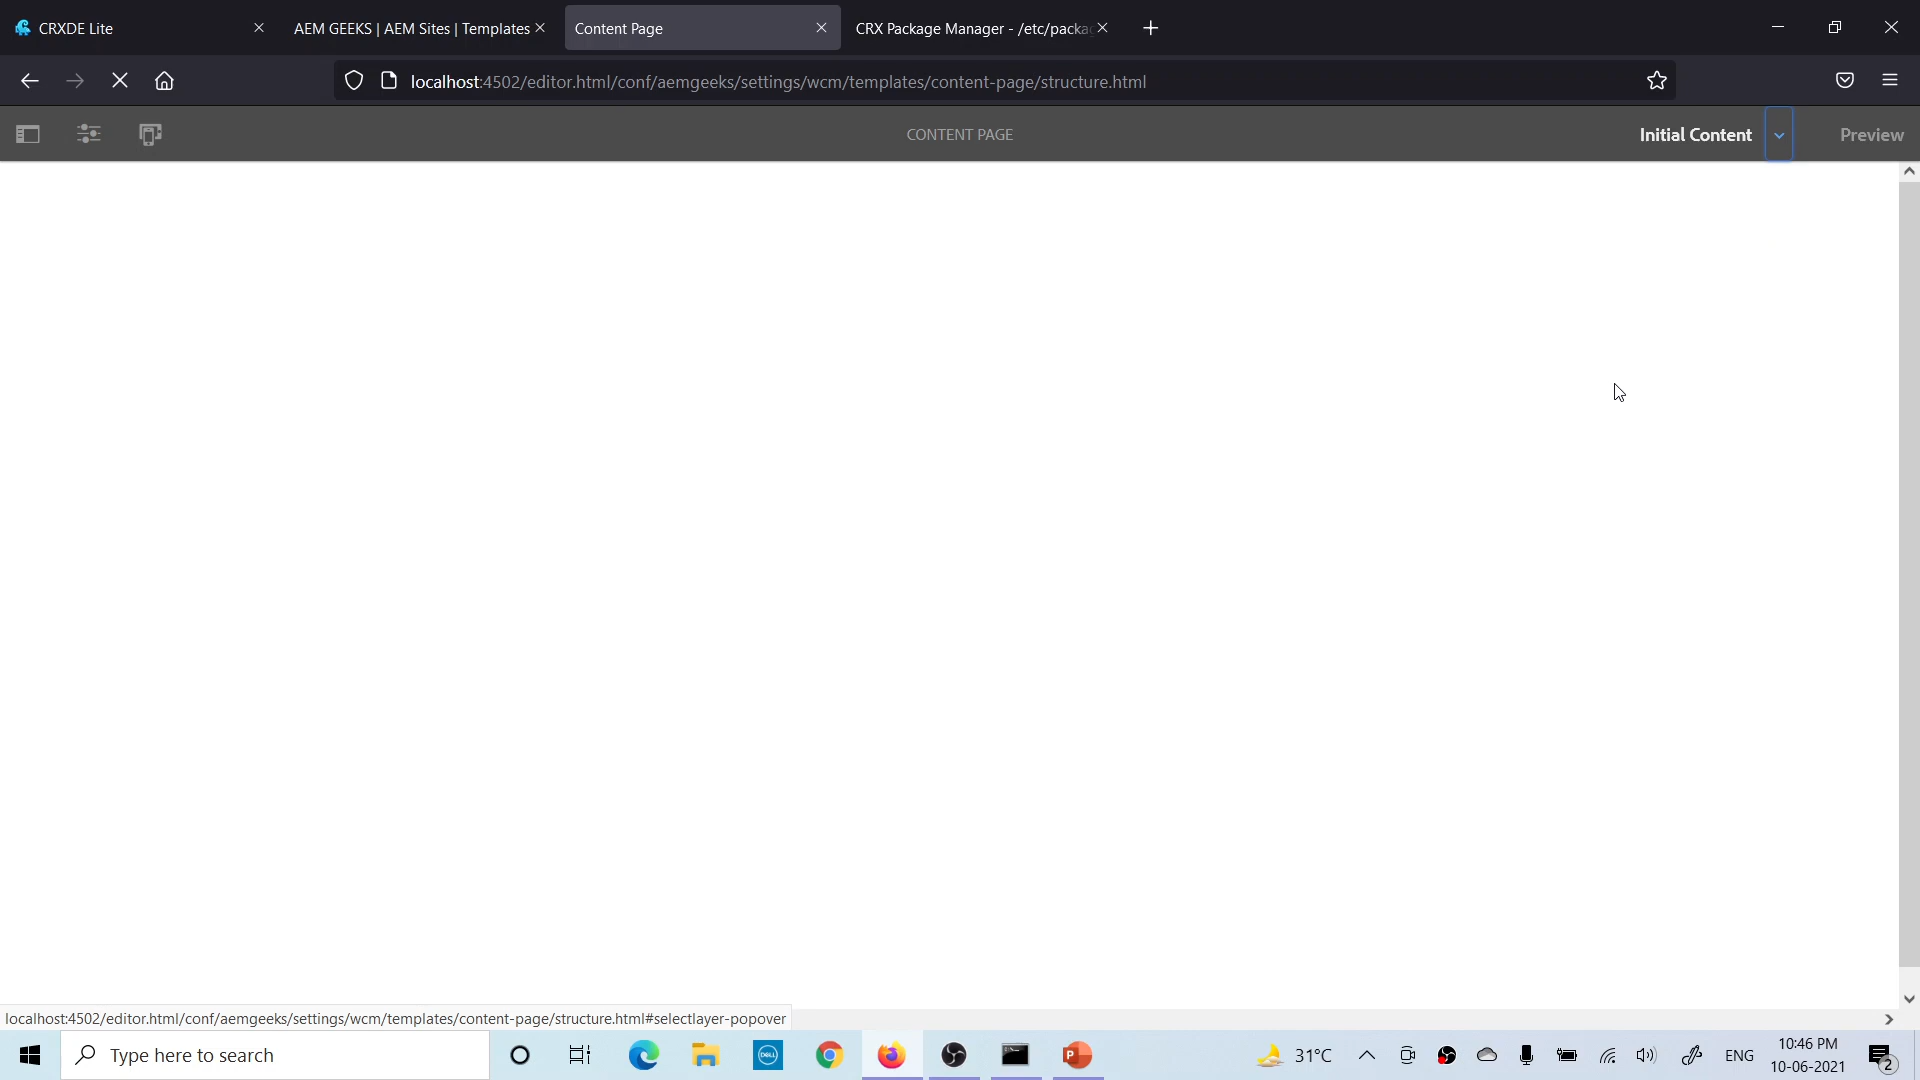 CRXDE Lite
AEM GEEKS | AEM Sites | Templates
Content Page
CRX Package Manager - /etc/packa
localhost:4502/editor.html/conf/aemgeeks/settings/wcm/templates/content-page/structure.html
CONTENT PAGE
Initial Content
Preview
localhost:4502/editor.html/conf/aemgeeks/settings/wcm/templates/content-page/structure.html#selectlayer-popover
Type here to search
DELL
P
31°C
ENG
10:46 PM
10-06-2021
2